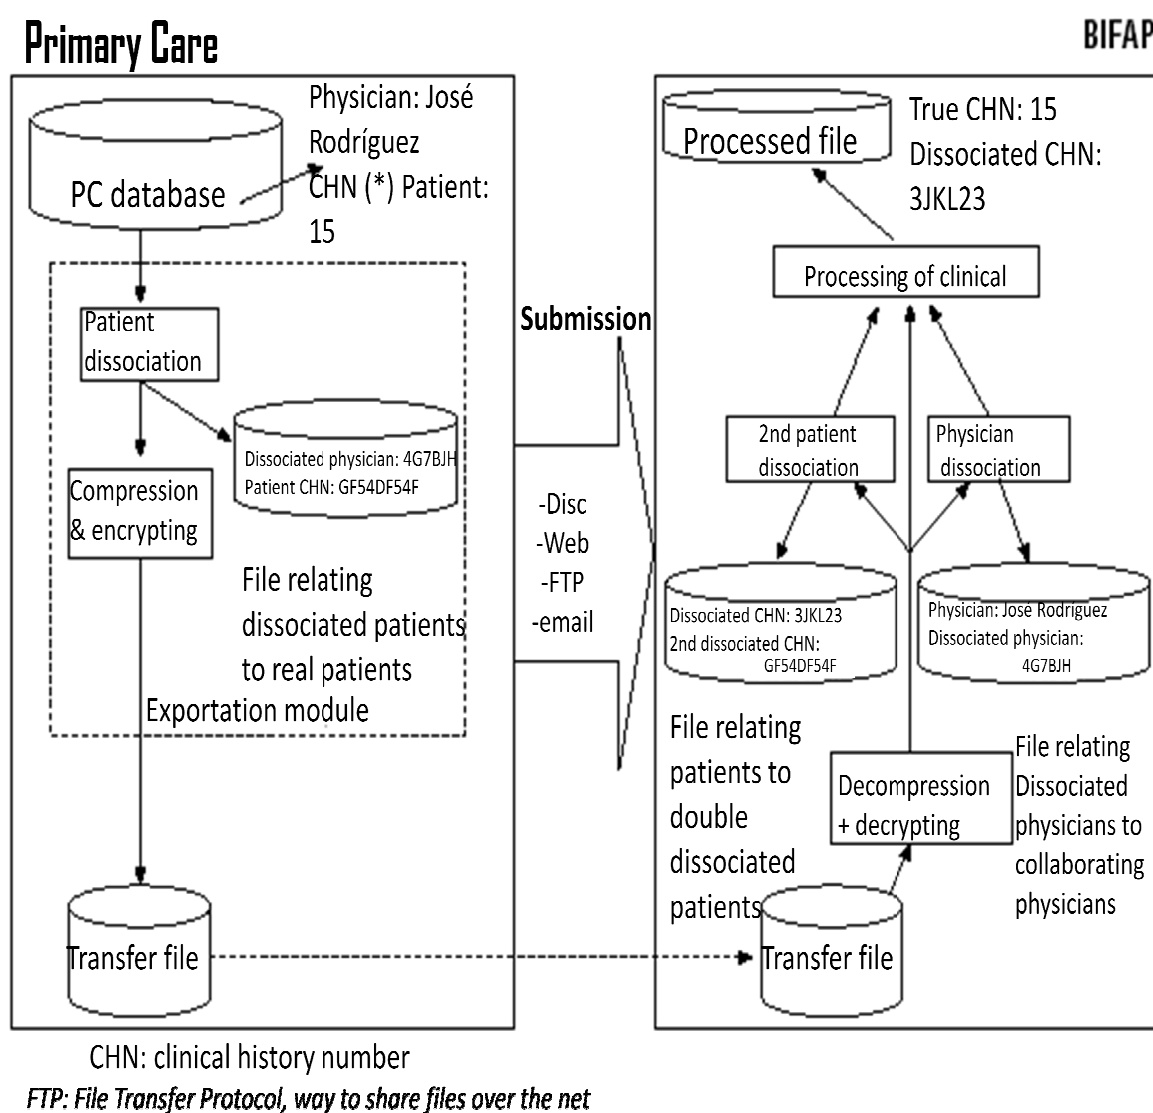 Primary Care
BIFAP
Physician: José
Rodríguez
CHN (*) Patient:
15
PC database
Patient
dissociation
Dissociated physician: 4G7BJH
Patient CHN: GF54DF54F
Compression
& encrypting
File relating
dissociated patients
to real patients
Exportation module
Transfer file
Submission
-Disc
-Web
-FTP
-email
Processed file
True CHN: 15
Dissociated CHN:
3JKL23
Processing of clinical
2nd patient
dissociation
Physician
dissociation
Dissociated CHN: 3JKL23
2nd dissociated CHN:
GF54DF54F
Physician: José Rodríguez
Dissociated physician:
4G7BJH
File relating
patients to
double
dissociated
patients
Decompression
+ decrypting
File relating
Dissociated
physicians to
collaborating
physicians
Transfer file
CHN: clinical history number
FTP: File Transfer Protocol, way to share files over the net